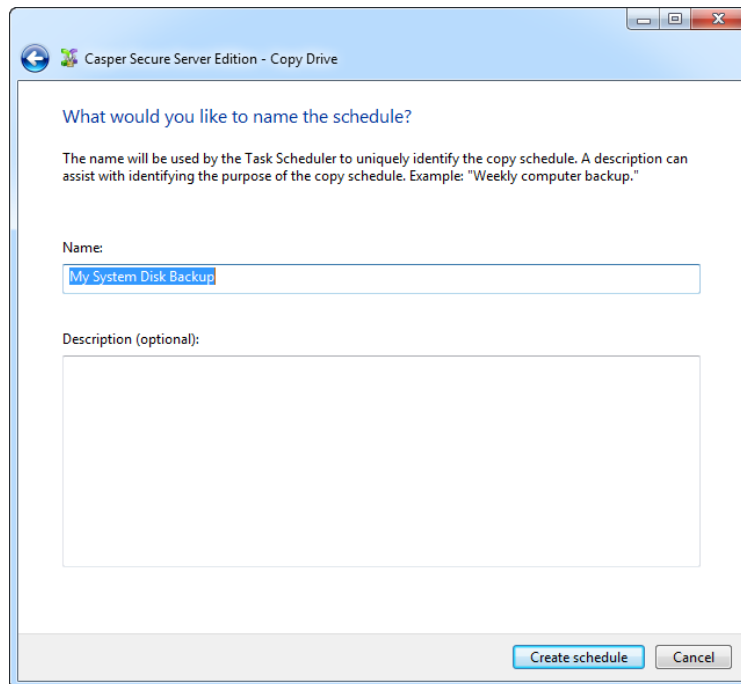 Casper Secure Server Edition - Copy Drive
What would you like to name the schedule?
The name will be used by the Task Scheduler to uniquely identify the copy schedule. A description can
assist with identifying the purpose of the copy schedule. Example: "Weekly computer backup."
Name:
My System Disk Backup
Description (optional):
Create schedule
Cancel